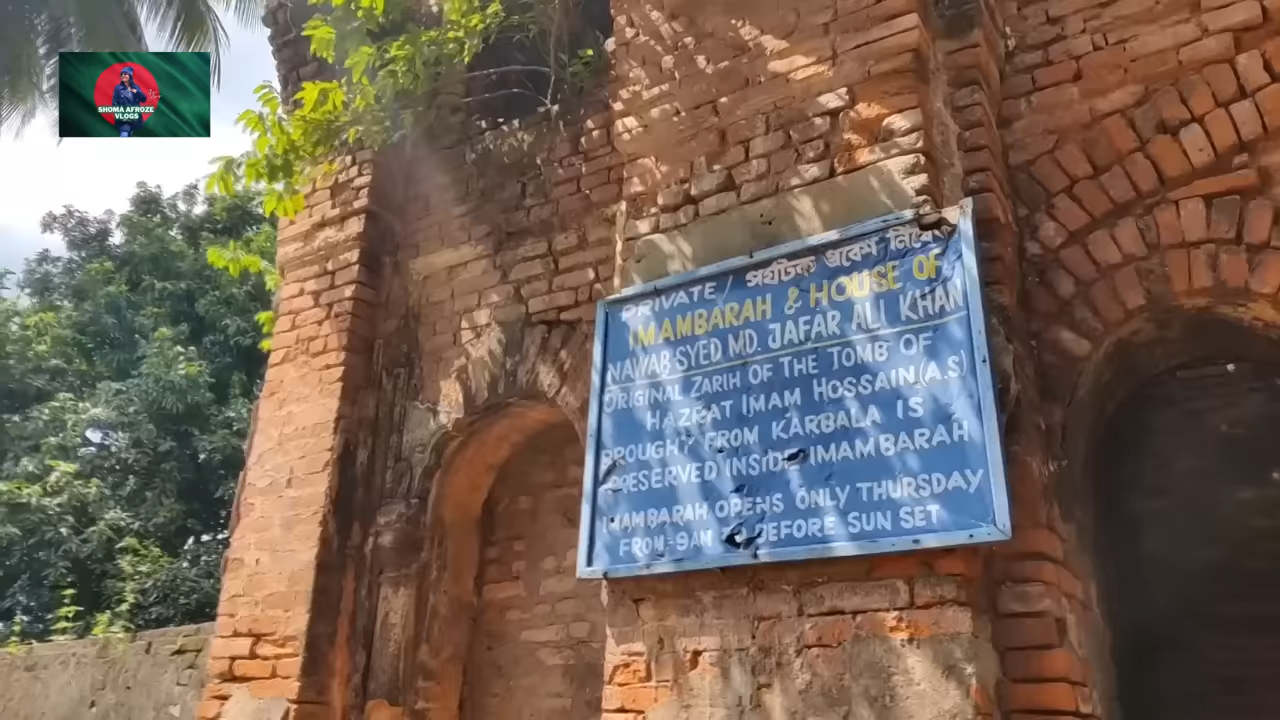 SHOMA AFROZE
VLOGS
PRIVATE / পর্যটক প্রবেশ নিষেধ
IMAMBARAH & HOUSE OF
NAWAB SYED MD. JAFAR ALI KHAN
ORIGINAL ZARIH OF THE TOMB OF
HAZRAT IMAM HOSSAIN (A.S)
BROUGHT FROM KARBALA IS
PRESERVED INSIDE IMAMBARAH
IMAMBARAH OPENS ONLY THURSDAY
FROM-9AM TO BEFORE SUN SET